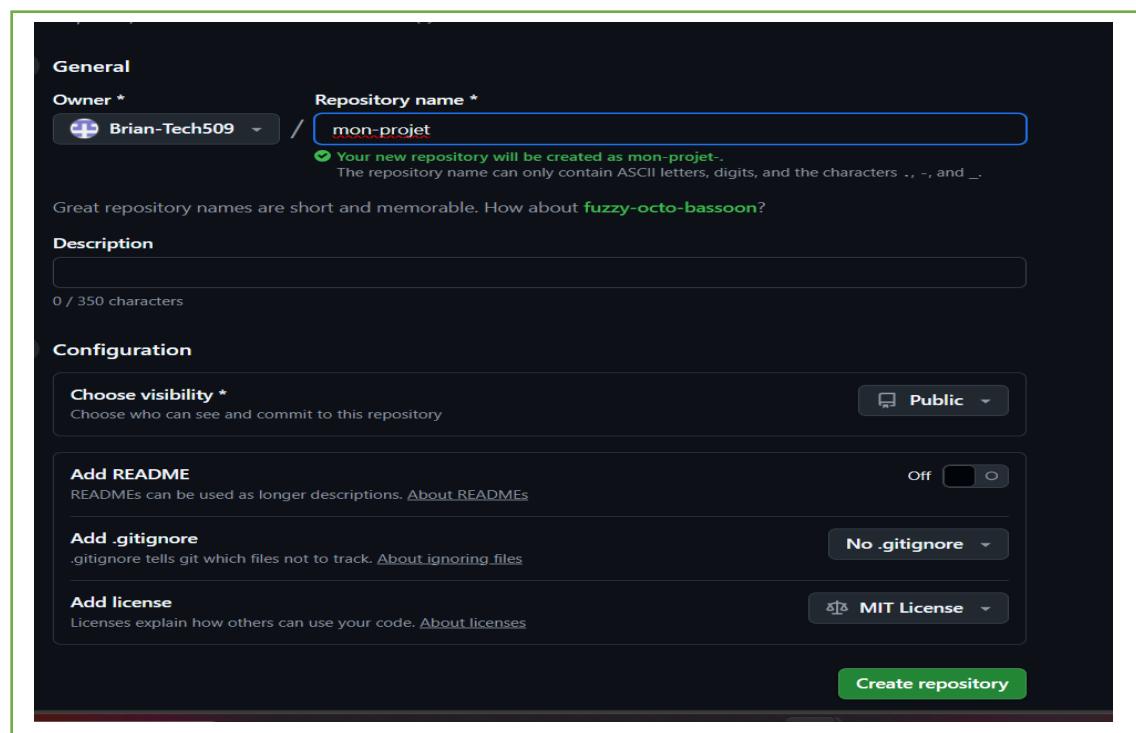 General
Owner *
Repository name *
Brian-Tech509
/
mon-projet
Your new repository will be created as mon-projet-.
The repository name can only contain ASCII letters, digits, and the characters ., -, and _.
Great repository names are short and memorable. How about fuzzy-octo-bassoon?
Description
0 / 350 characters
Configuration
Choose visibility *
Public
Choose who can see and commit to this repository
Add README
Off
READMEs can be used as longer descriptions. About READMEs
Add .gitignore
No .gitignore
.gitignore tells git which files not to track. About ignoring files
Add license
MIT License
Licenses explain how others can use your code. About licenses
Create repository